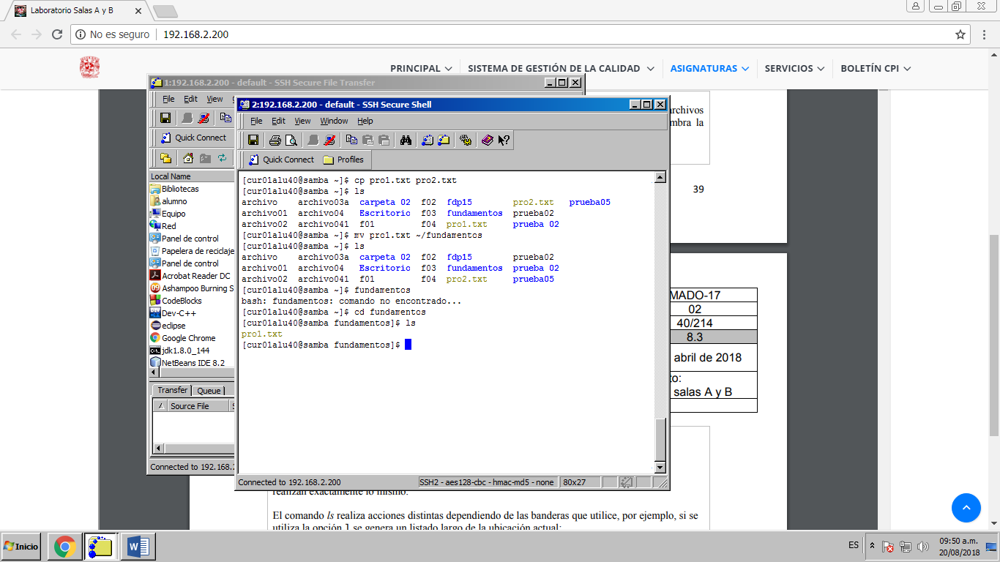 Laboratorio Salas A y B
No es seguro
192.168.2.200
PRINCIPAL
SISTEMA DE GESTIÓN DE LA CALIDAD
ASIGNATURAS
SERVICIOS
BOLETÍN CPI
1:192.168.2.200 - default - SSH Secure File Transfer
File Edit View
Quick Connect
Local Name
Bibliotecas
alumno
Equipo
Red
Panel de control
Papelera de reciclaje
Panel de control
Acrobat Reader DC
Ashampoo Burning S
CodeBlocks
Dev-C++
eclipse
Google Chrome
jdk1.8.0_144
NetBeans IDE 8.2
Transfer Queue
Source File
Connected to 192.168.2
2:192.168.2.200 - default - SSH Secure Shell
File Edit View Window Help
Quick Connect Profiles
[cur01alu40@samba ~]$ cp pro1.txt pro2.txt
[cur01alu40@samba ~]$ ls
archivo archivo03a carpeta 02 f02 fdp15 pro2.txt prueba05
archivo01 archivo04 Escritorio f03 fundamentos prueba02
archivo02 archivo041 f01 f04 pro1.txt prueba 02
[cur01alu40@samba ~]$ mv pro1.txt ~/fundamentos
[cur01alu40@samba ~]$ ls
archivo archivo03a carpeta 02 f02 fdp15 prueba02
archivo01 archivo04 Escritorio f03 fundamentos prueba 02
archivo02 archivo041 f01 f04 pro2.txt prueba05
[cur01alu40@samba ~]$ fundamentos
bash: fundamentos: comando no encontrado...
[cur01alu40@samba ~]$ cd fundamentos
[cur01alu40@samba fundamentos]$ ls
pro1.txt
[cur01alu40@samba fundamentos]$
Connected to 192.168.2.200
SSH2 - aes128-cbc - hmac-md5 - none
80x27
archivos
mbra la
39
MADO-17
02
40/214
8.3
abril de 2018
to:
salas A y B
realizan exactamente lo mismo.
El comando ls realiza acciones distintas dependiendo de las banderas que utilice, por ejemplo, si se
utiliza la opción l se genera un listado largo de la ubicación actual:
Inicio
ES
09:50 a.m.
20/08/2018